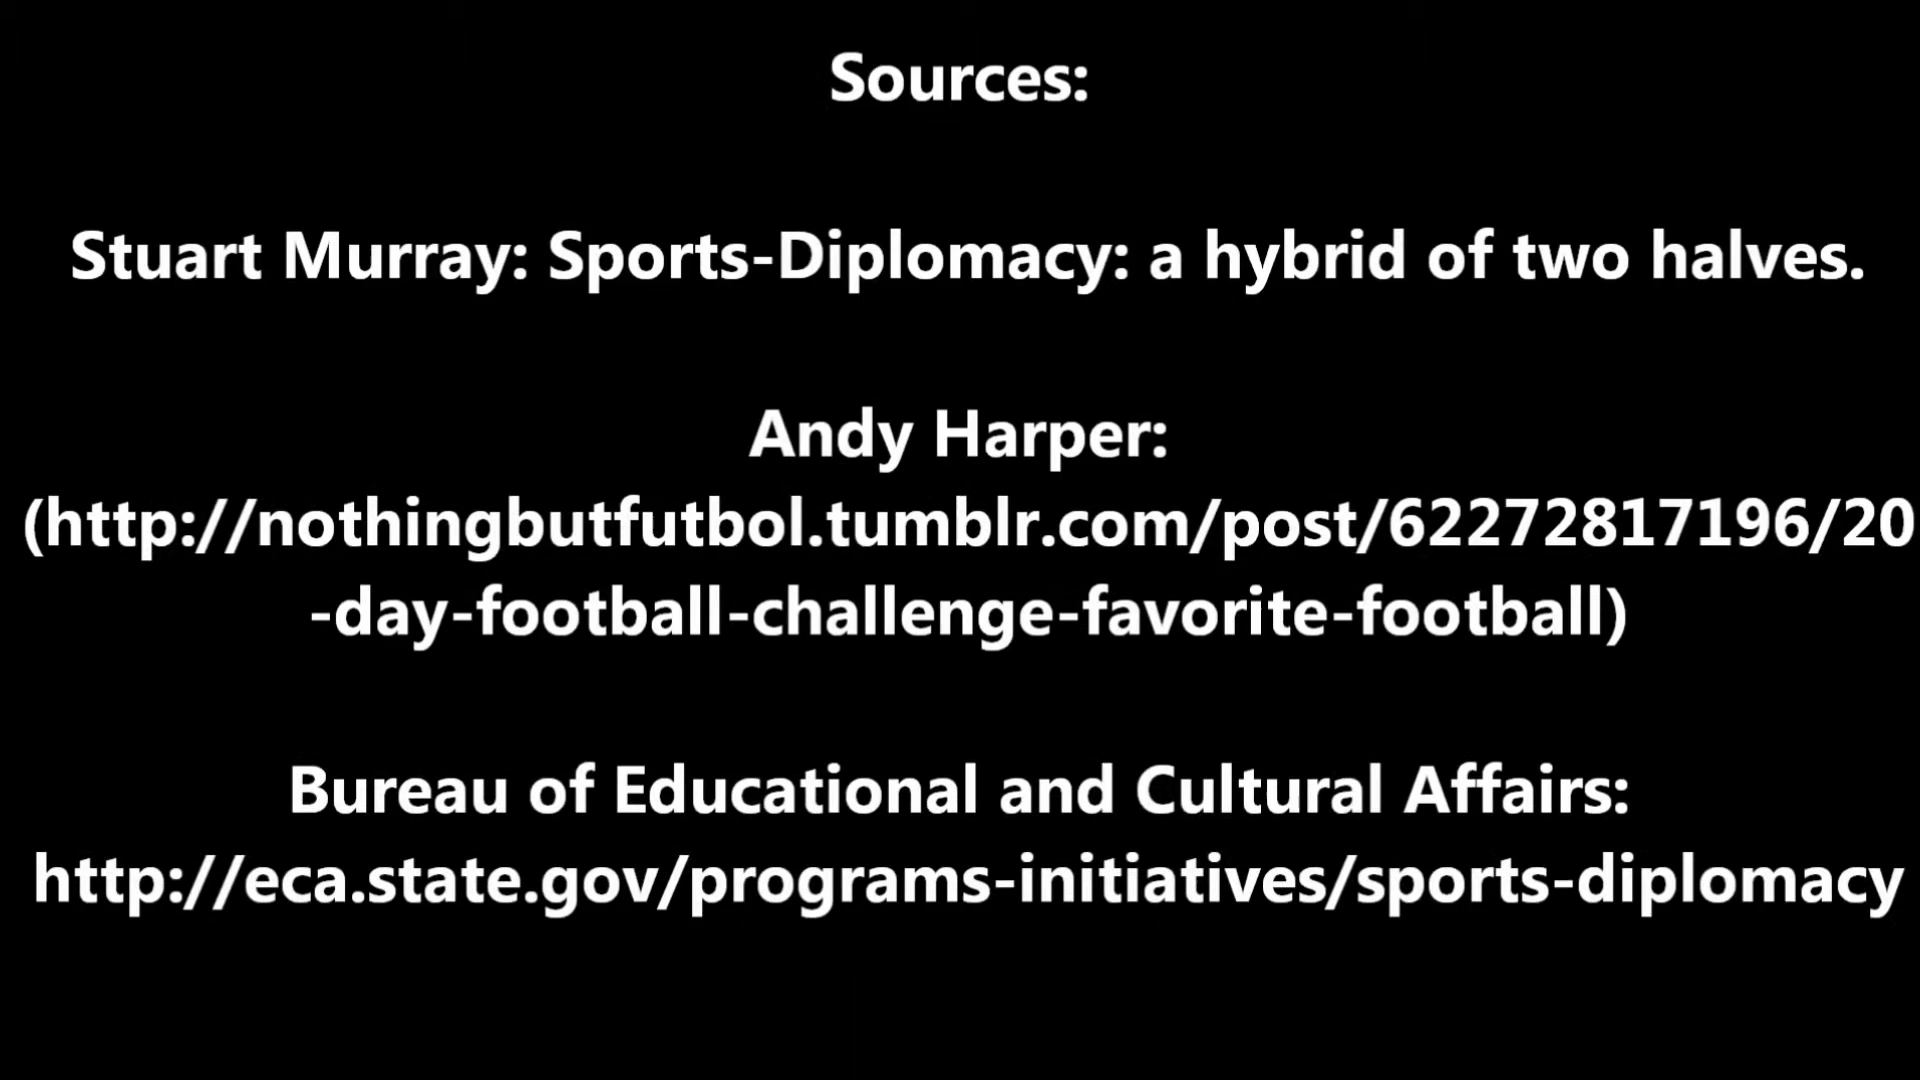 Sources:
Stuart Murray: Sports-Diplomacy: a hybrid of two halves.
Andy Harper:
(http://nothingbutfutbol.tumblr.com/post/62272817196/20
-day-football-challenge-favorite-football)
Bureau of Educational and Cultural Affairs:
http://eca.state.gov/programs-initiatives/sports-diplomacy